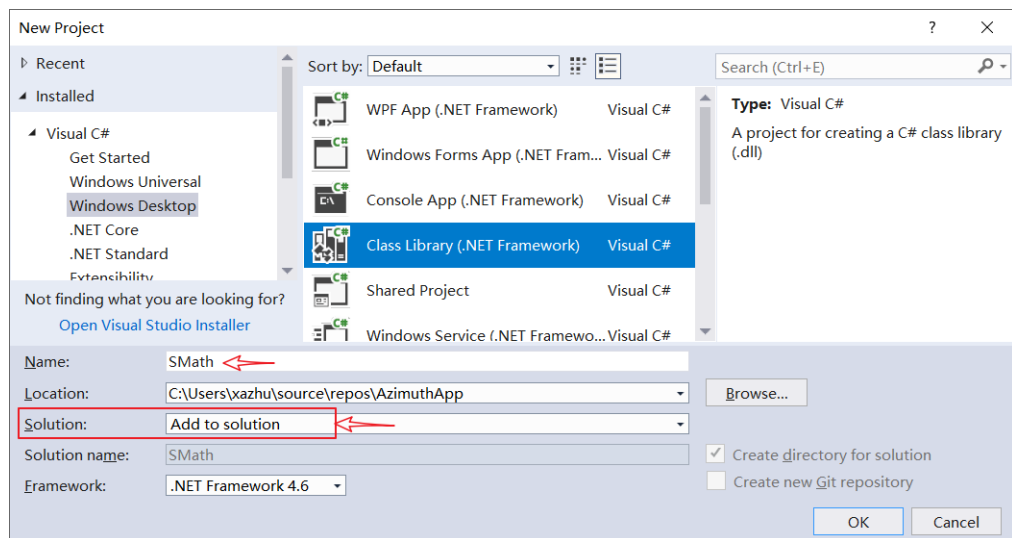 New Project
Recent
Sort by: Default
Search (Ctrl+E)
Installed
Visual C#
Get Started
Windows Universal
Windows Desktop
.NET Core
.NET Standard
Extensibility
Not finding what you are looking for?
Open Visual Studio Installer
WPF App (.NET Framework) Visual C#
Windows Forms App (.NET Fram... Visual C#
Console App (.NET Framework) Visual C#
Class Library (.NET Framework) Visual C#
Shared Project Visual C#
Windows Service (.NET Framewo... Visual C#
Type: Visual C#
A project for creating a C# class library
(.dll)
Name: SMath
Location: C:\Users\xazhu\source\repos\AzimuthApp Browse...
Solution: Add to solution
Solution name: SMath Create directory for solution
Framework: .NET Framework 4.6 Create new Git repository
OK Cancel